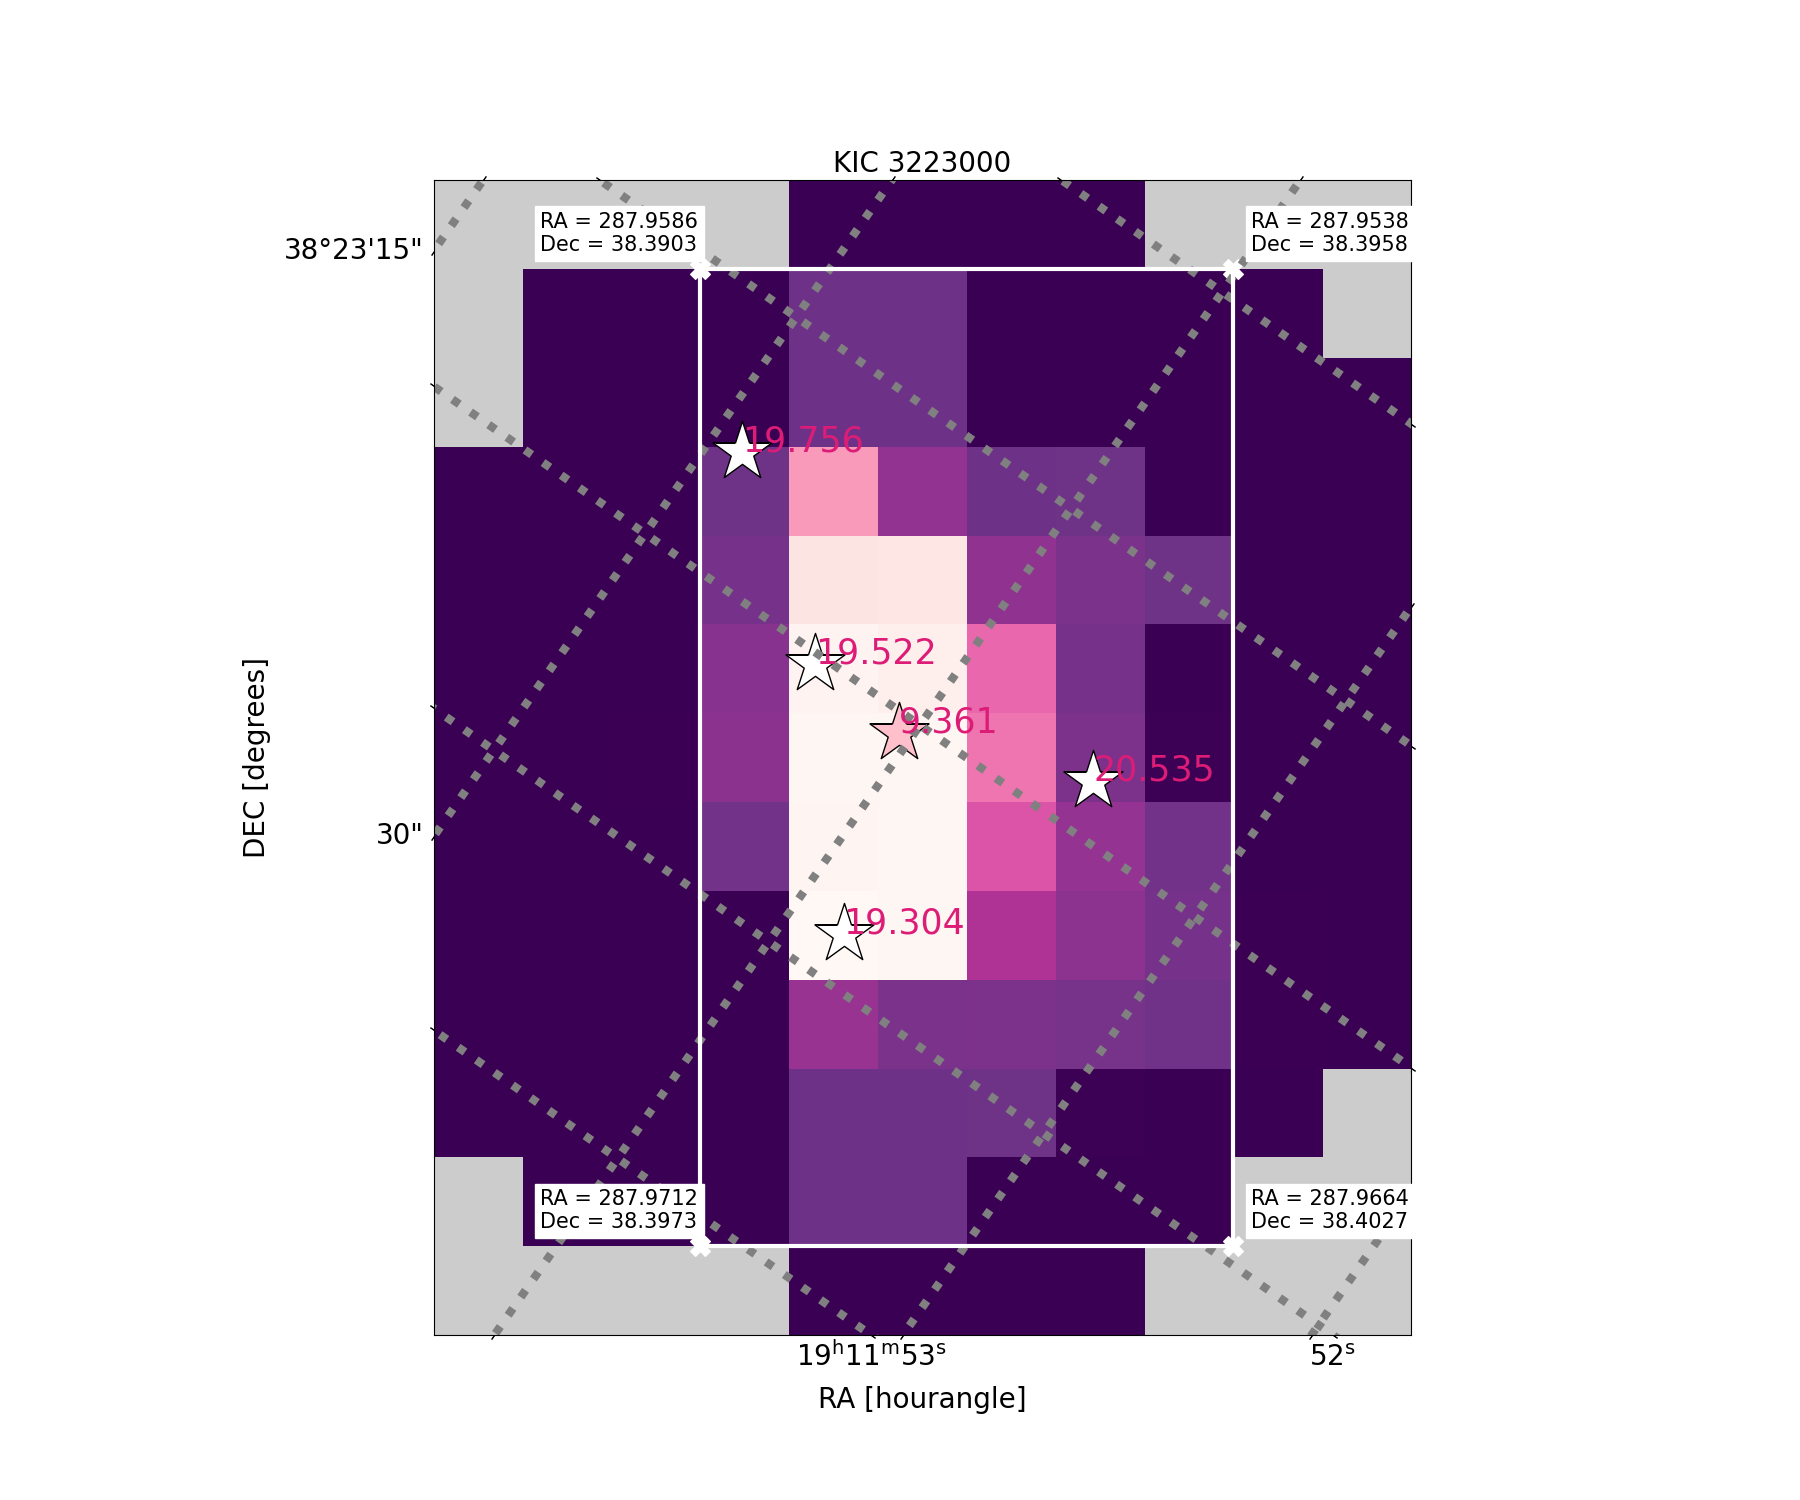 KIC 3223000
RA = 287.9586
Dec = 38.3903
RA = 287.9538
Dec = 38.3958
38°23'15"
19.756
19.522
9.361
20.535
30"
19.304
DEC [degrees]
RA = 287.9712
Dec = 38.3973
RA = 287.9664
Dec = 38.4027
19h11m53s
52s
RA [hourangle]